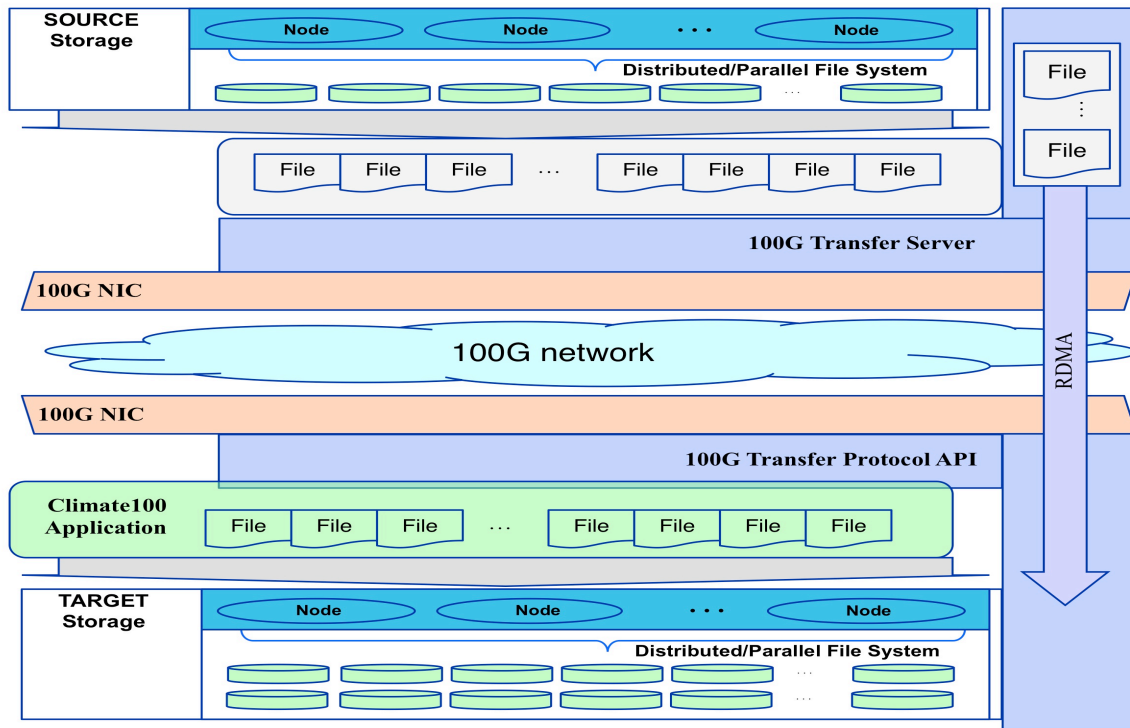 SOURCE
Storage
Node Node ... Node
Distributed/Parallel File System
...
File
...
File
File File File ... File File File File
100G Transfer Server
100G NIC
100G network
RDMA
100G NIC
100G Transfer Protocol API
Climate100
Application
File File File ... File File File File
TARGET
Storage
Node Node ... Node
Distributed/Parallel File System
...
...